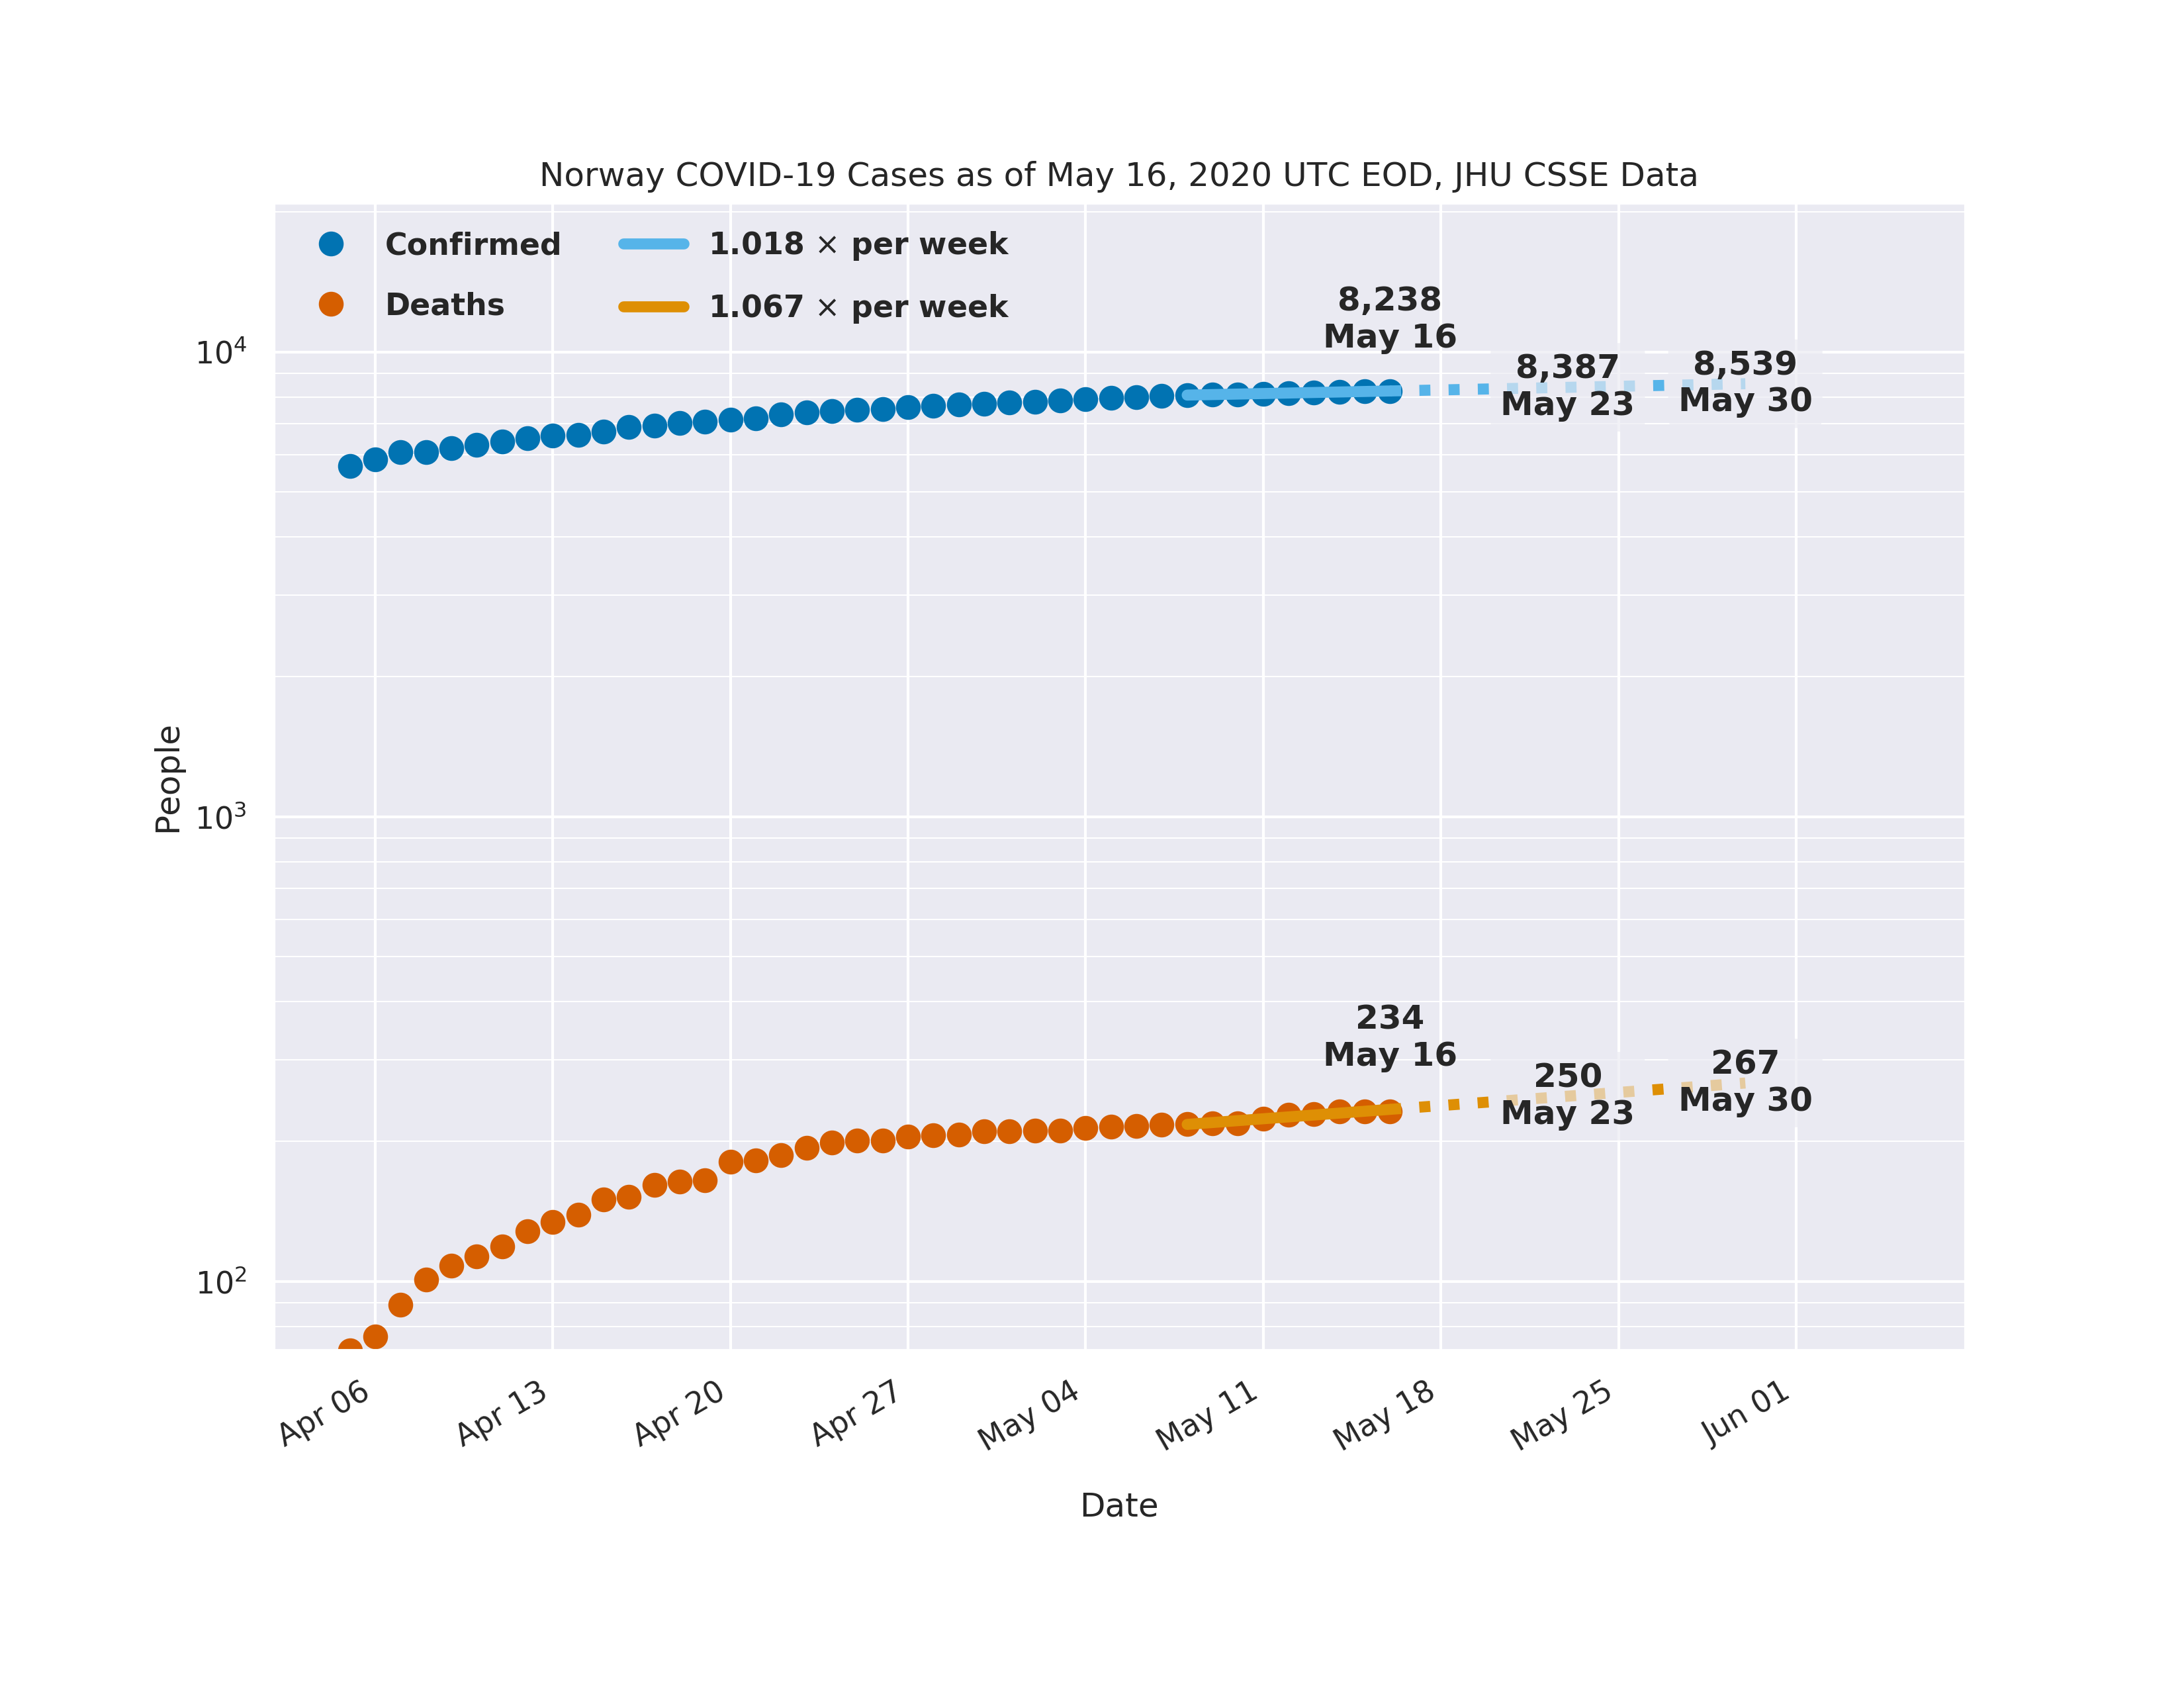 Norway COVID-19 Cases as of May 16, 2020 UTC EOD, JHU CSSE Data
Confirmed
Deaths
1.018 × per week
1.067 × per week
8,238
May 16
8,387
May 23
8,539
May 30
234
May 16
250
May 23
267
May 30
People
10⁴
10³
10²
Apr 06
Apr 13
Apr 20
Apr 27
May 04
May 11
May 18
May 25
Jun 01
Date